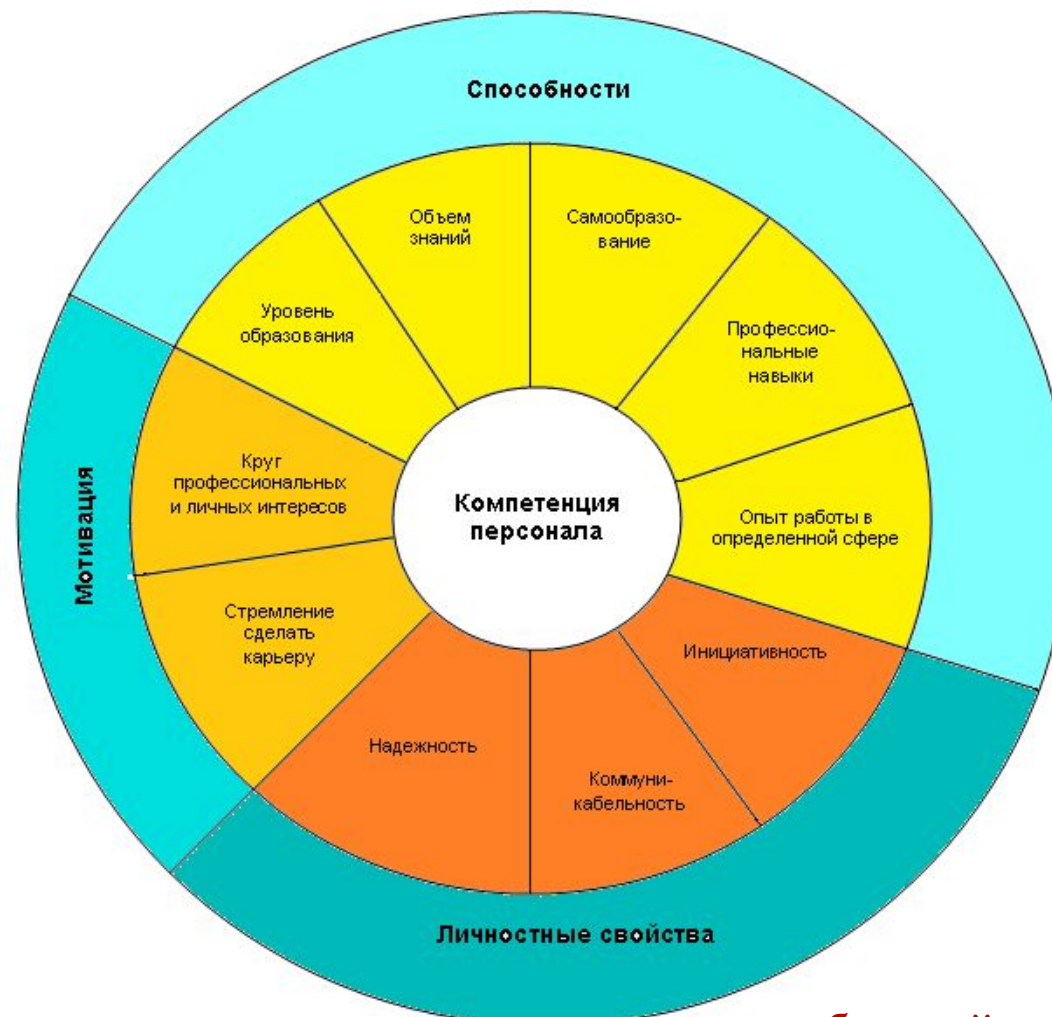 Способности
Объем
знаний
Самообразо-
вание
Уровень
образования
Профессио-
нальные
навыки
Мотивация
Круг
профессиональных
и личных интересов
Компетенция
персонала
Опыт работы в
определенной сфере
Стремление
сделать
карьеру
Надежность
Коммуни-
кабельность
Инициативность
Личностные свойства